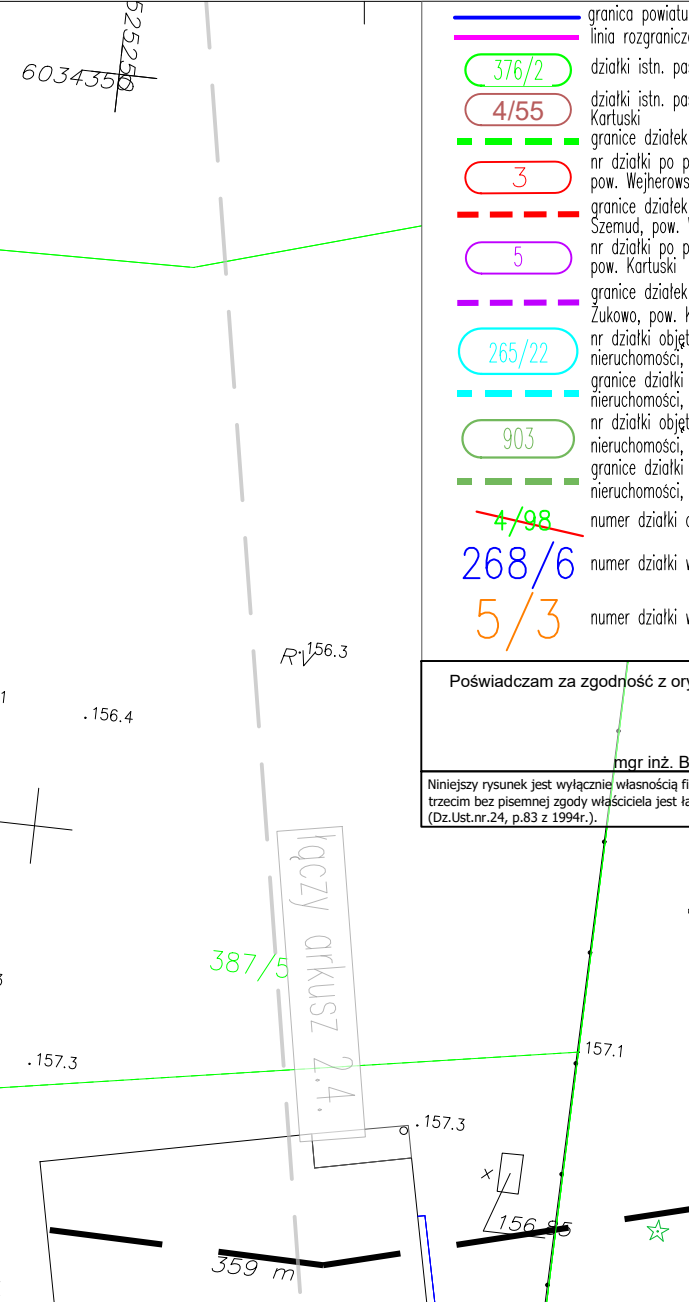 525250
6034350
granica powiatu
linia rozgranicz
376/2
działki istn. pa
4/55
działki istn. pa
Kartuski
granice działek
3
nr działki po p
pow. Wejherows
granice działek
Szemud, pow.
5
nr działki po p
pow. Kartuski
granice działek
Żukowo, pow. K
265/22
nr działki objęt
nieruchomości,
granice działki
nieruchomości,
903
nr działki objęt
nieruchomości,
granice działki
nieruchomości,
4/98
numer działki
268/6
numer działki w
5/3
numer działki w
RV
156.3
.156.4
Poświadczam za zgodność z ory
mgr inż. B
Niniejszy rysunek jest wyłącznie własnością fi
trzecim bez pisemnej zgody właściciela jest ła
(Dz.Ust.nr.24, p.83 z 1994r.).
łączy arkusz 2.4.
387/5
157.1
.157.3
.157.3
x
156.85
359 m